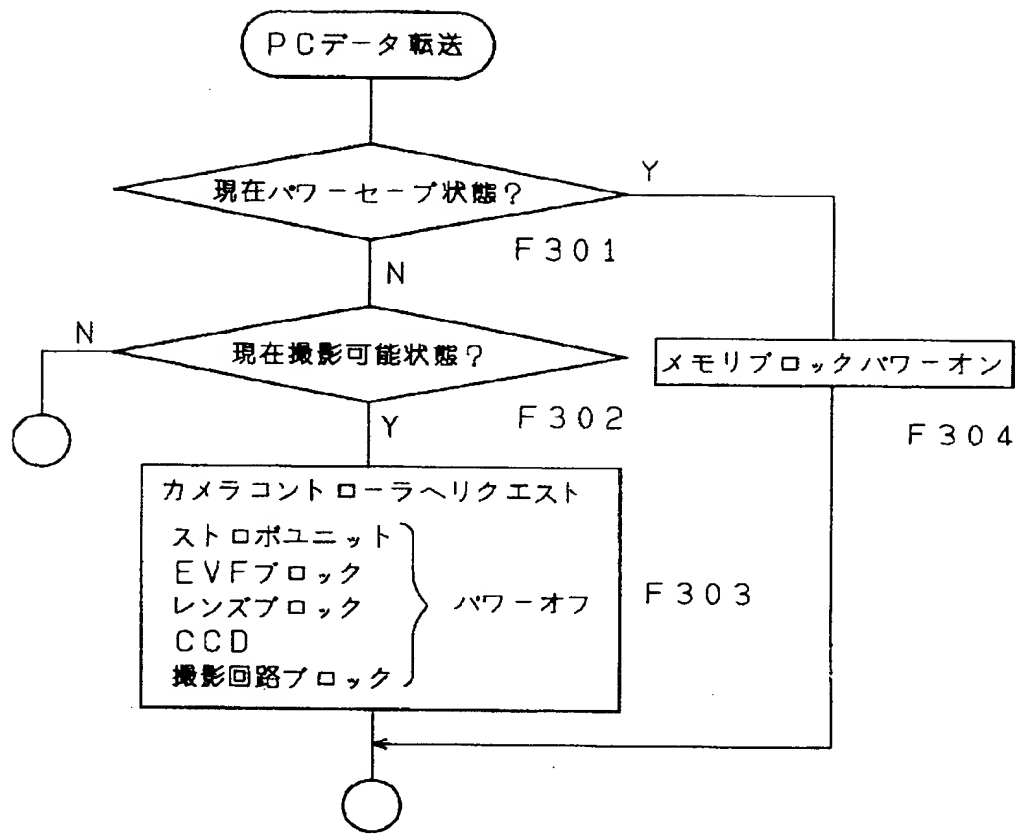 PCデータ転送
現在パワーセーブ状態?
Y
F301
N
現在撮影可能状態?
N
メモリブロックパワーオン
F302
F304
Y
カメラコントローラへリクエスト
ストロボユニット
EVFブロック
レンズブロック
パワーオフ
F303
CCD
撮影回路ブロック